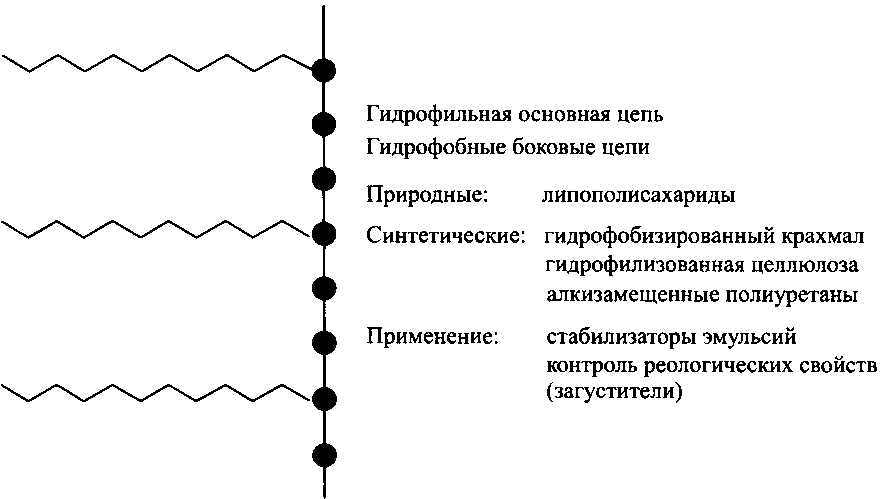 Гидрофильная основная цепь
Гидрофобные боковые цепи
Природные: липополисахариды
Синтетические: гидрофобизированный крахмал
гидрофилизованная целлюлоза
алкизамещенные полиуретаны
Применение: стабилизаторы эмульсий
контроль реологических свойств
(загустители)